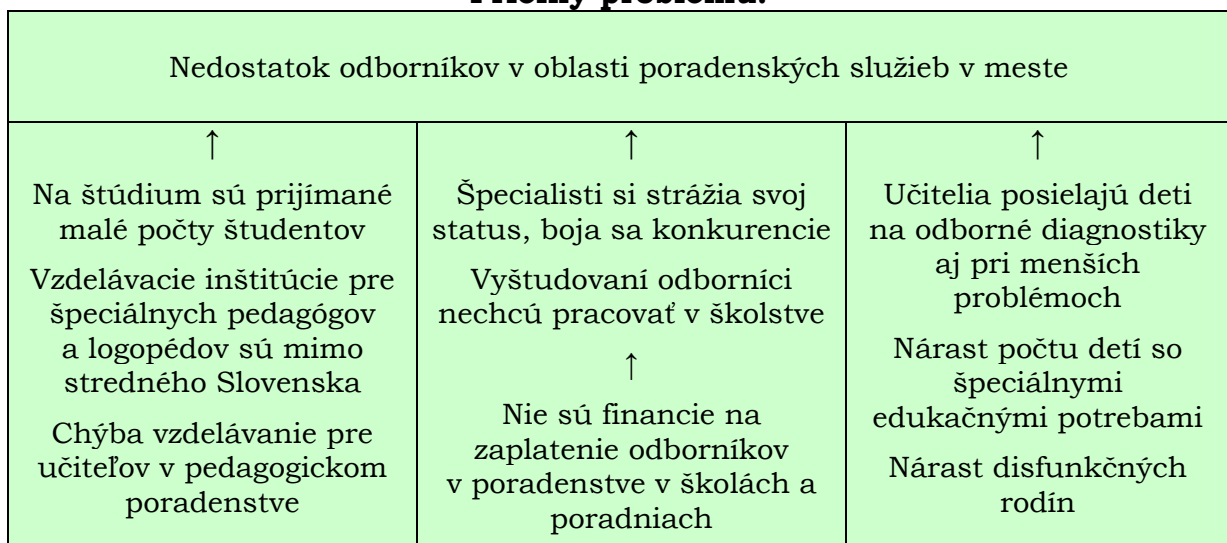 Príčiny problému:
Nedostatok odborníkov v oblasti poradenských služieb v meste
↑
Na štúdium sú prijímané
malé počty študentov
Vzdelávacie inštitúcie pre
špeciálnych pedagógov
a logopédov sú mimo
stredného Slovenska
Chýba vzdelávanie pre
učiteľov v pedagogickom
poradenstve
↑
Špecialisti si strážia svoj
status, boja sa konkurencie
Vyštudovaní odborníci
nechcú pracovať v školstve
↑
Nie sú financie na
zaplatenie odborníkov
v poradenstve v školách a
poradniach
↑
Učitelia posielajú deti
na odborné diagnostiky
aj pri menších
problémoch
Nárast počtu detí so
špeciálnymi
edukačnými potrebami
Nárast disfunkčných
rodín